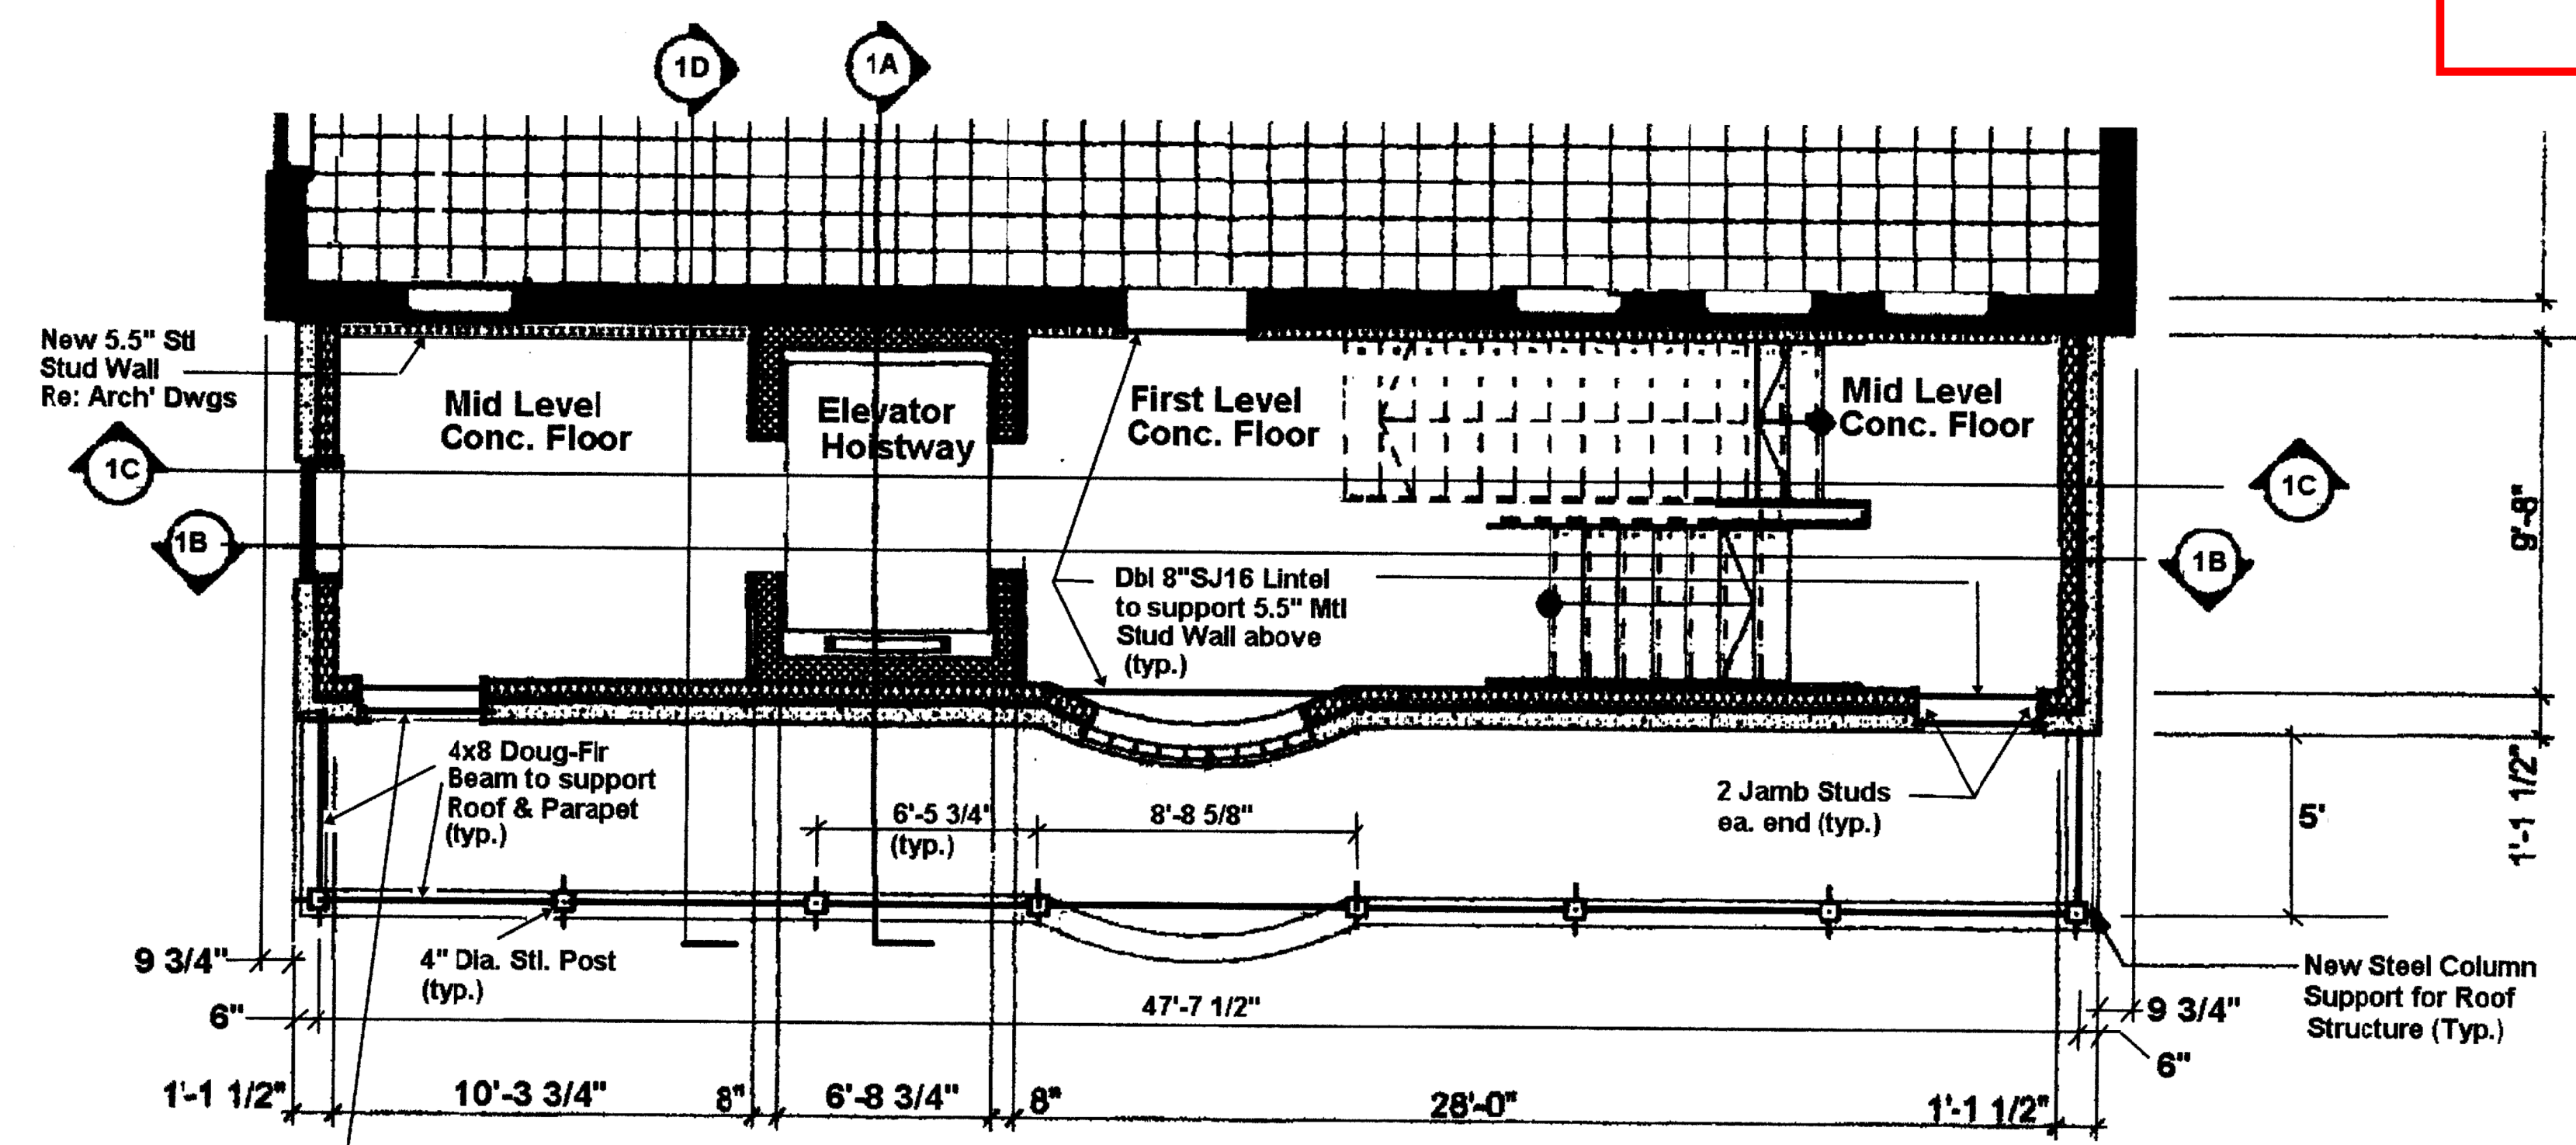 1D
1A
New 5.5" Stl
Stud Wall
Re: Arch' Dwgs
Mid Level
Conc. Floor
Elevator
Hoistway
First Level
Conc. Floor
Mid Level
Conc. Floor
1C
1C
1B
1B
9'-8"
Dbl 8"SJ16 Lintel
to support 5.5" Mtl
Stud Wall above
(typ.)
4x8 Doug-Fir
Beam to support
Roof & Parapet
(typ.)
6'-5 3/4"
(typ.)
8'-8 5/8"
2 Jamb Studs
ea. end (typ.)
5'
1'-1 1/2"
9 3/4"
4" Dia. Stl. Post
(typ.)
New Steel Column
Support for Roof
Structure (Typ.)
6"
47'-7 1/2"
9 3/4"
6"
1'-1 1/2"
10'-3 3/4"
8"
6'-8 3/4"
8"
28'-0"
1'-1 1/2"